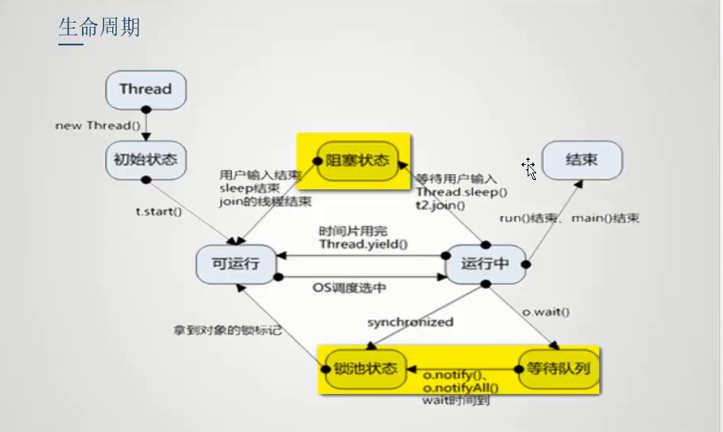 生命周期
Thread
new Thread()
初始状态
阻塞状态
结束
用户输入结束
sleep结束
join的线程结束
等待用户输入
Thread.sleep()
t2.join()
t.start()
run()结束、main()结束
时间片用完
Thread.yield()
可运行
运行中
OS调度选中
synchronized
o.wait()
拿到对象的锁标记
锁池状态
o.notify()、
o.notifyAll()
wait时间到
等待队列